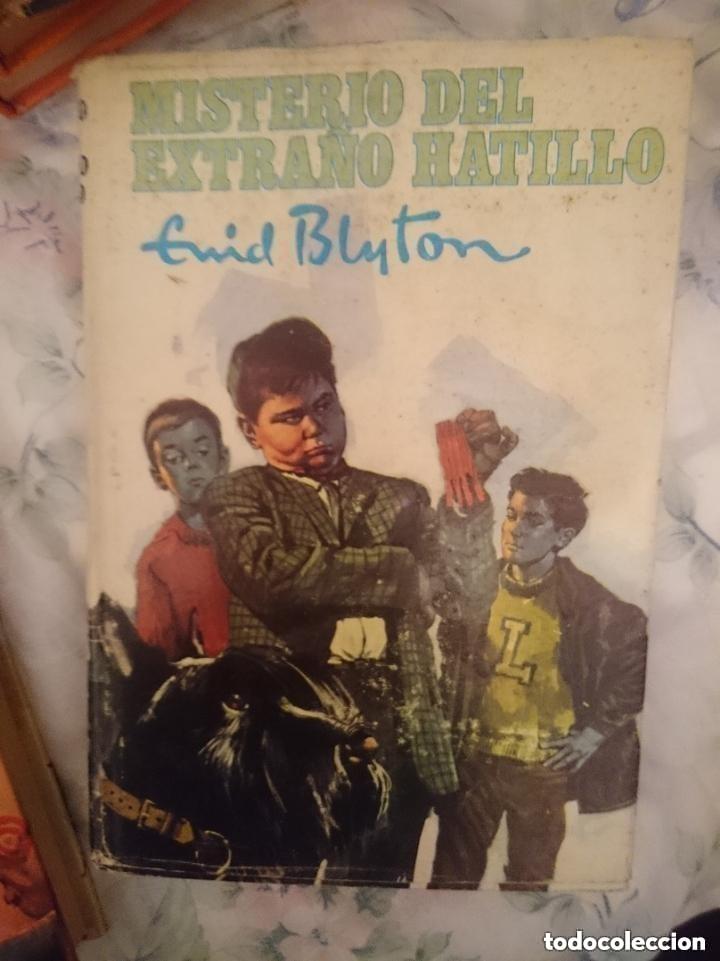 MISTERIO DEL
EXTRAÑO HATILLO
Enid Blyton
L
todocoleccion